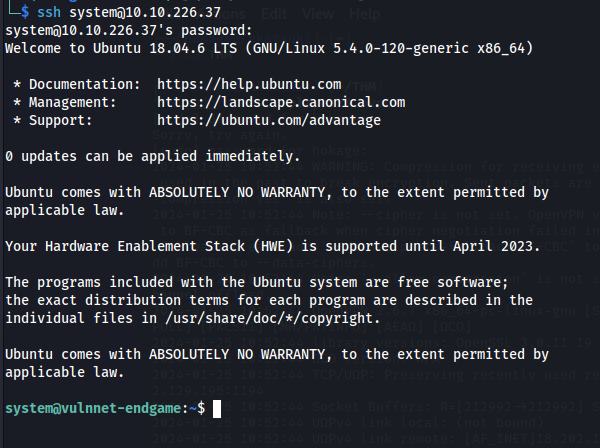 └─$ ssh system@10.10.226.37
system@10.10.226.37's password:
Welcome to Ubuntu 18.04.6 LTS (GNU/Linux 5.4.0-120-generic x86_64)
* Documentation: https://help.ubuntu.com
* Management: https://landscape.canonical.com
* Support: https://ubuntu.com/advantage
0 updates can be applied immediately.
Ubuntu comes with ABSOLUTELY NO WARRANTY, to the extent permitted by
applicable law.
Your Hardware Enablement Stack (HWE) is supported until April 2023.
The programs included with the Ubuntu system are free software;
the exact distribution terms for each program are described in the
individual files in /usr/share/doc/*/copyright.
Ubuntu comes with ABSOLUTELY NO WARRANTY, to the extent permitted by
applicable law.
system@vulnnet-endgame:~$